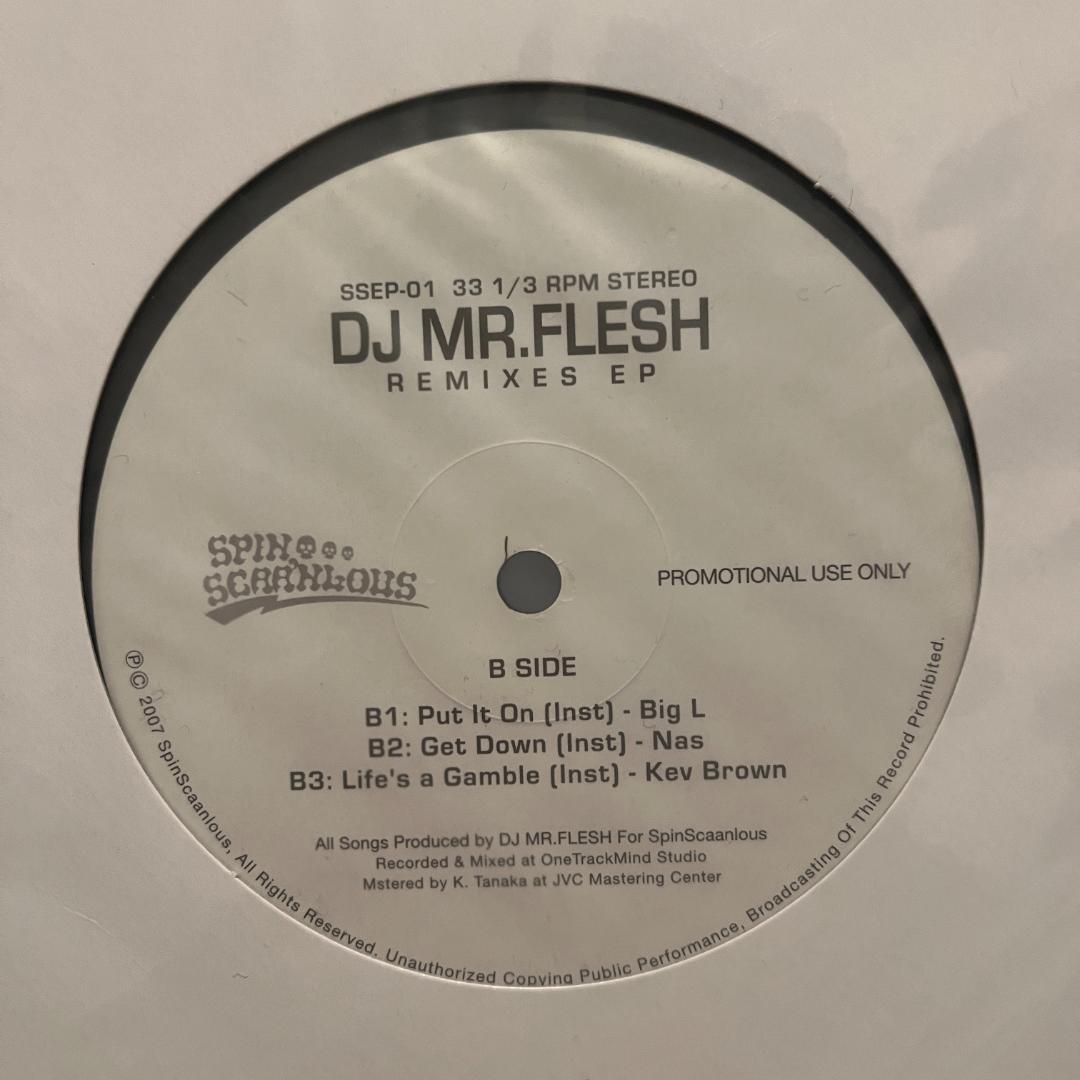 SSEP-01 33 1/3 RPM STEREO
DJ MR.FLESH
REMIXES EP
SPIN
SCAANLOUS
PROMOTIONAL USE ONLY
B SIDE
B1: Put It On (Inst) - Big L
B2: Get Down (Inst) - Nas
B3: Life's a Gamble (Inst) - Kev Brown
All Songs Produced by DJ MR.FLESH For SpinScaanlous
Recorded & Mixed at OneTrackMind Studio
Mstered by K. Tanaka at JVC Mastering Center
℗© 2007 SpinScaanlous, All Rights Reserved. Unauthorized Copying Public Performance, Broadcasting Of This Record Prohibited.